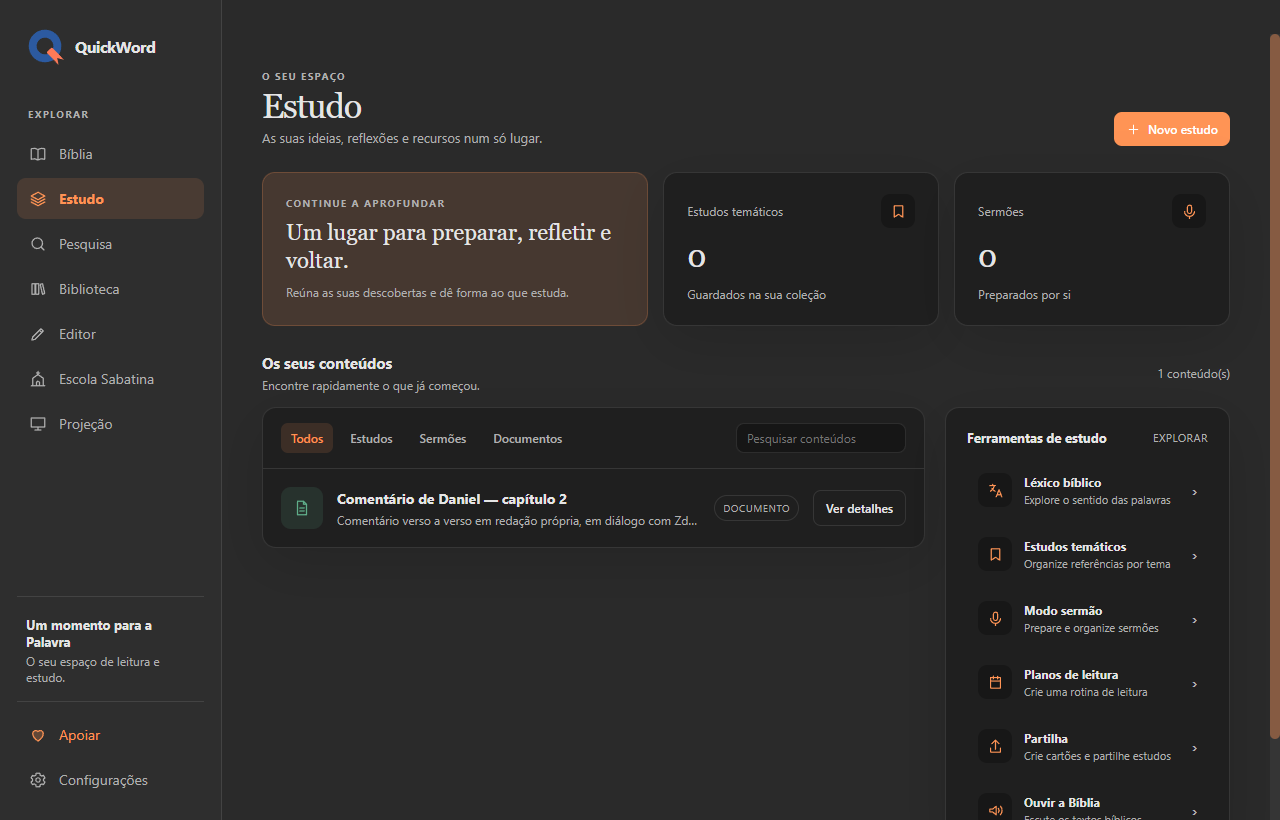 QuickWord
EXPLORAR
Bíblia
Estudo
Pesquisa
Biblioteca
Editor
Escola Sabatina
Projeção
Um momento para a
Palavra
O seu espaço de leitura e
estudo.
Apoiar
Configurações
O SEU ESPAÇO
Estudo
As suas ideias, reflexões e recursos num só lugar.
+ Novo estudo
CONTINUE A APROFUNDAR
Um lugar para preparar, refletir e
voltar.
Reúna as suas descobertas e dê forma ao que estuda.
Estudos temáticos
0
Guardados na sua coleção
Sermões
0
Preparados por si
Os seus conteúdos
Encontre rapidamente o que já começou.
1 conteúdo(s)
Todos Estudos Sermões Documentos Pesquisar conteúdos
Comentário de Daniel — capítulo 2
Comentário verso a verso em redação própria, em diálogo com Zd...
DOCUMENTO
Ver detalhes
Ferramentas de estudo EXPLORAR
Léxico bíblico
Explore o sentido das palavras
Estudos temáticos
Organize referências por tema
Modo sermão
Prepare e organize sermões
Planos de leitura
Crie uma rotina de leitura
Partilha
Crie cartões e partilhe estudos
Ouvir a Bíblia
Escute os textos bíblicos